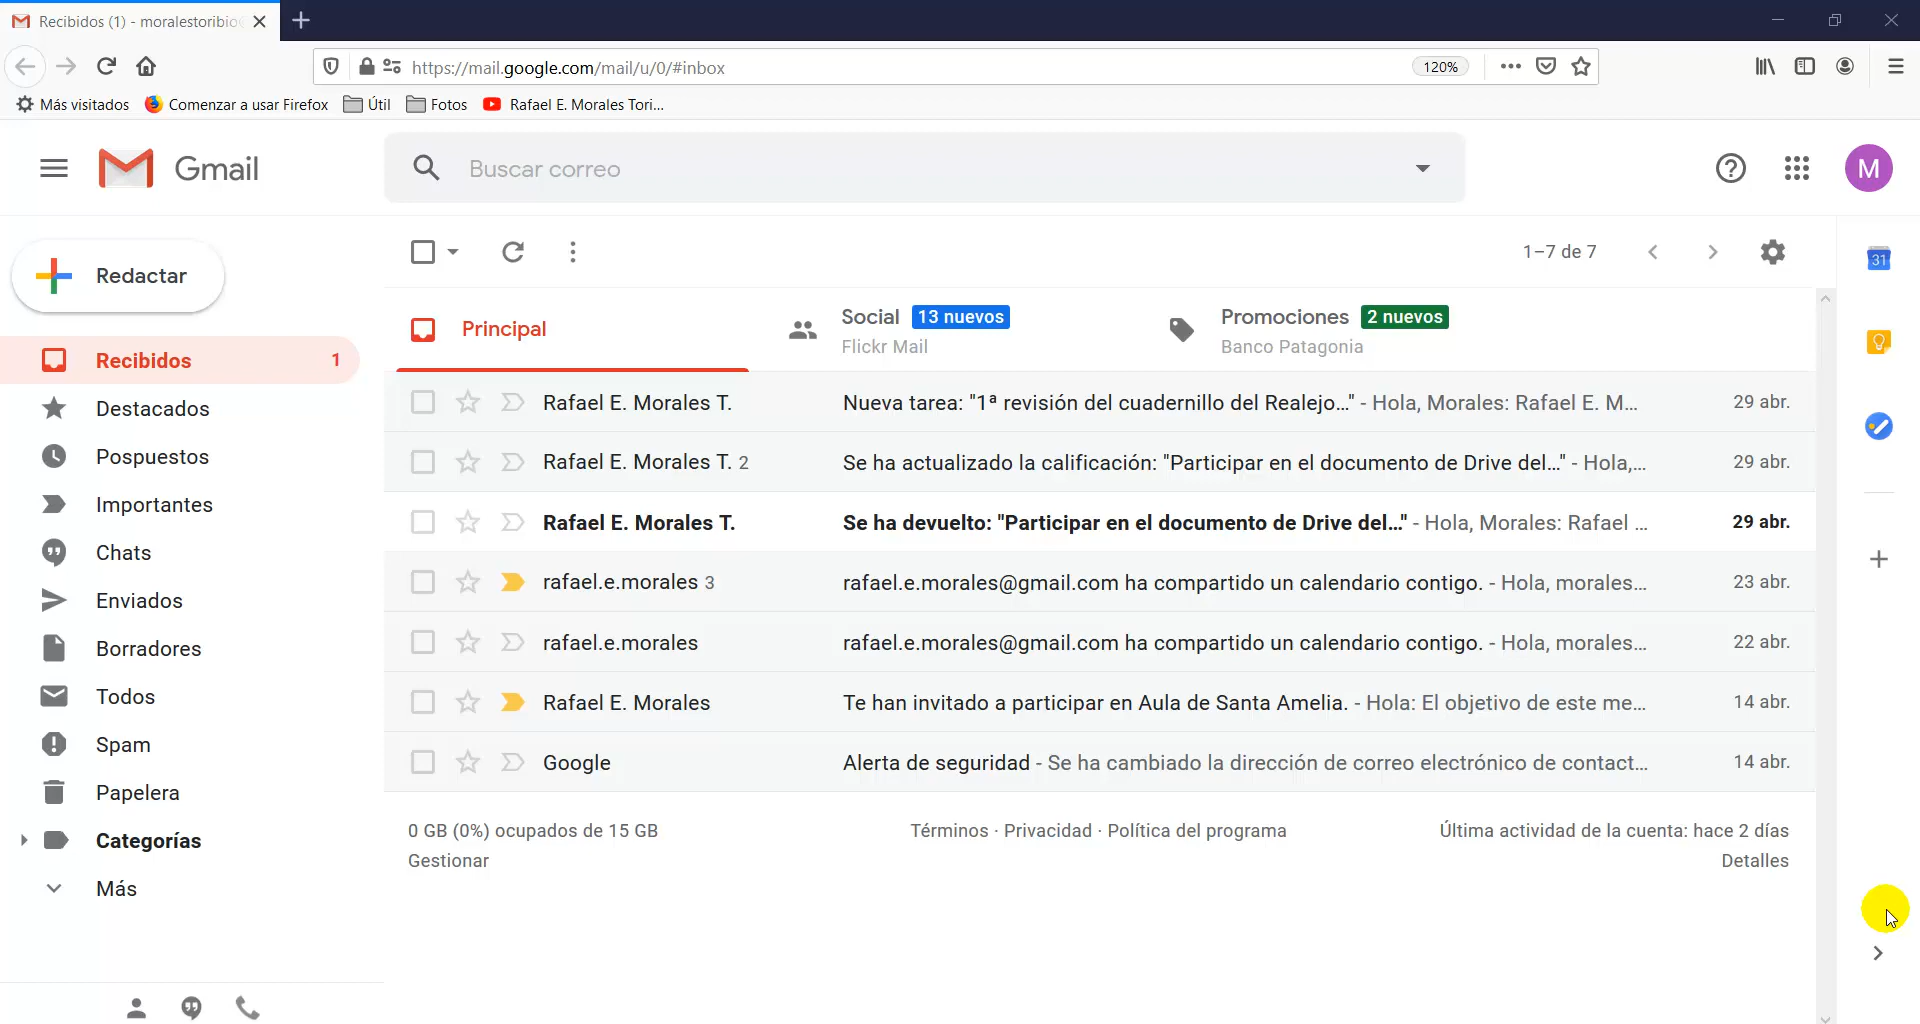 Recibidos (1) - moralestoribio
https://mail.google.com/mail/u/0/#inbox
120%
Más visitados
Comenzar a usar Firefox
Útil
Fotos
Rafael E. Morales Tori...
Gmail
Buscar correo
M
Redactar
1–7 de 7
31
Principal
Social 13 nuevos
Flickr Mail
Promociones 2 nuevos
Banco Patagonia
Recibidos 1
Destacados
Pospuestos
Importantes
Chats
Enviados
Borradores
Todos
Spam
Papelera
Categorías
Más
Rafael E. Morales T. Nueva tarea: "1ª revisión del cuadernillo del Realejo..." - Hola, Morales: Rafael E. M... 29 abr.
Rafael E. Morales T. 2 Se ha actualizado la calificación: "Participar en el documento de Drive del..." - Hola,... 29 abr.
Rafael E. Morales T. Se ha devuelto: "Participar en el documento de Drive del..." - Hola, Morales: Rafael ... 29 abr.
rafael.e.morales 3 rafael.e.morales@gmail.com ha compartido un calendario contigo. - Hola, morales... 23 abr.
rafael.e.morales rafael.e.morales@gmail.com ha compartido un calendario contigo. - Hola, morales... 22 abr.
Rafael E. Morales Te han invitado a participar en Aula de Santa Amelia. - Hola: El objetivo de este me... 14 abr.
Google Alerta de seguridad - Se ha cambiado la dirección de correo electrónico de contact... 14 abr.
0 GB (0%) ocupados de 15 GB
Gestionar
Términos · Privacidad · Política del programa
Última actividad de la cuenta: hace 2 días
Detalles